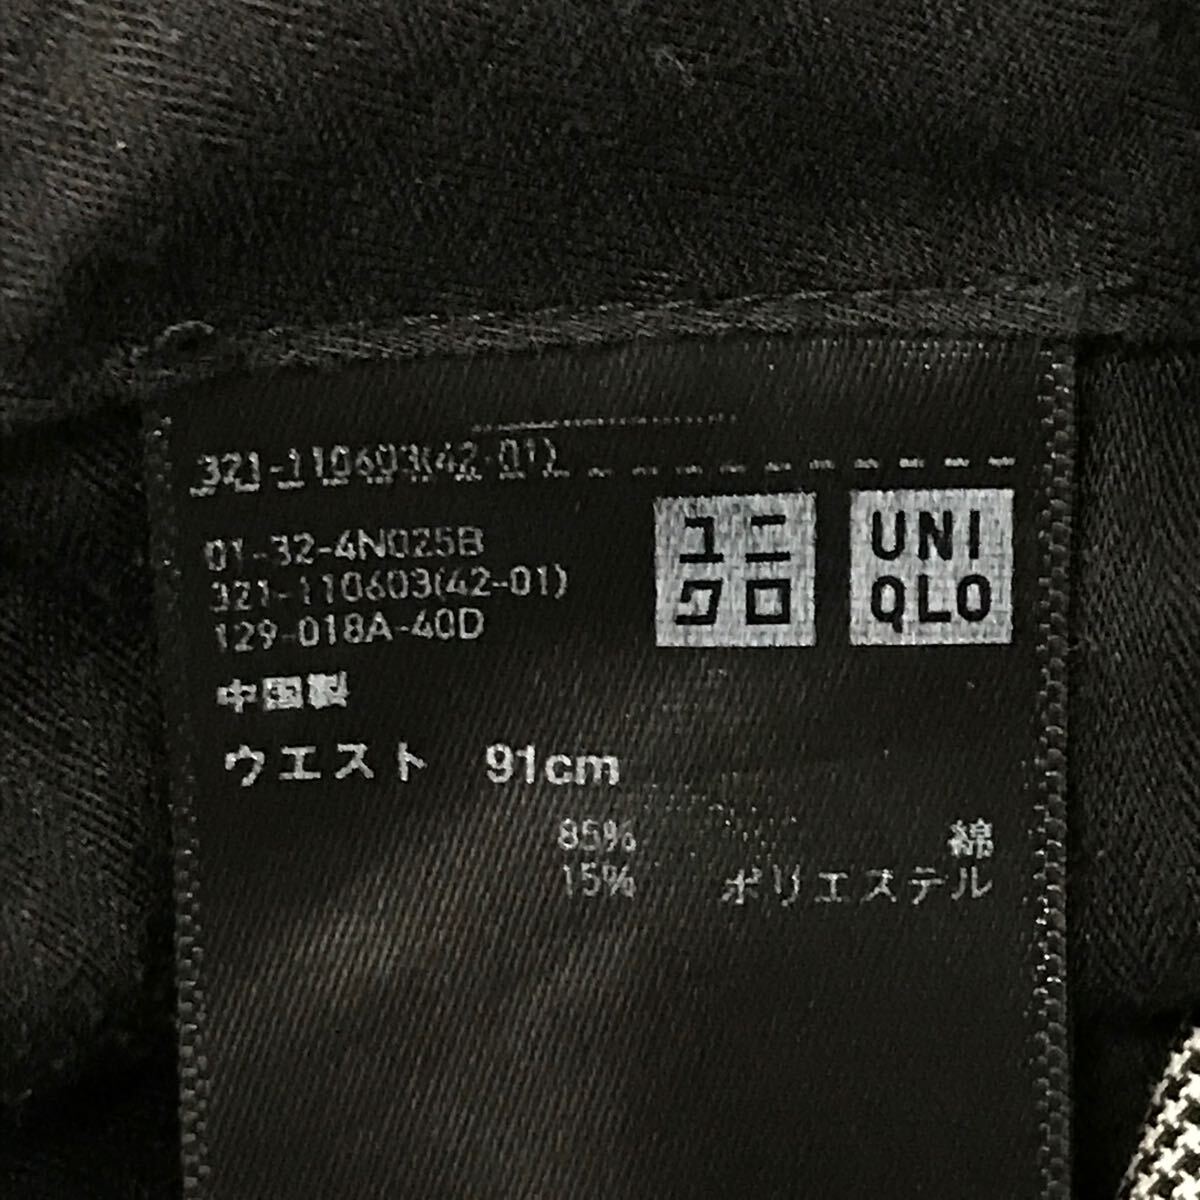 321-110603(42-01)
01-32-4N025B
321-110603(42-01)
129-018A-40D
ユニ
クロ
UNI
QLO
中国製
ウエスト 91cm
85% 綿
15% ポリエステル